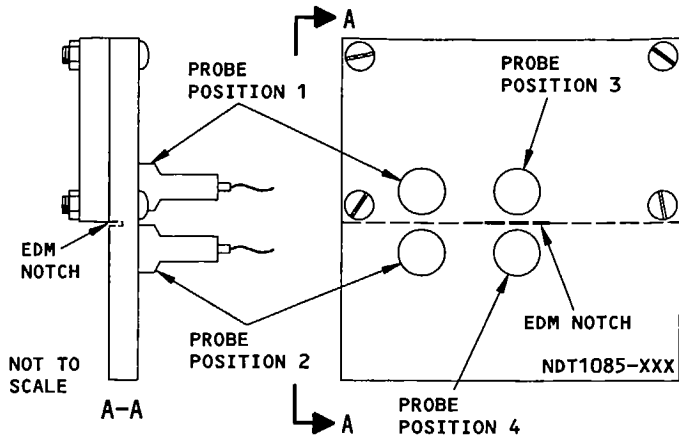 A
PROBE
POSITION 1
PROBE
POSITION 3
EDM
NOTCH
EDM NOTCH
PROBE
POSITION 2
NDT1085-XXX
NOT TO
SCALE
A-A
A
PROBE
POSITION 4